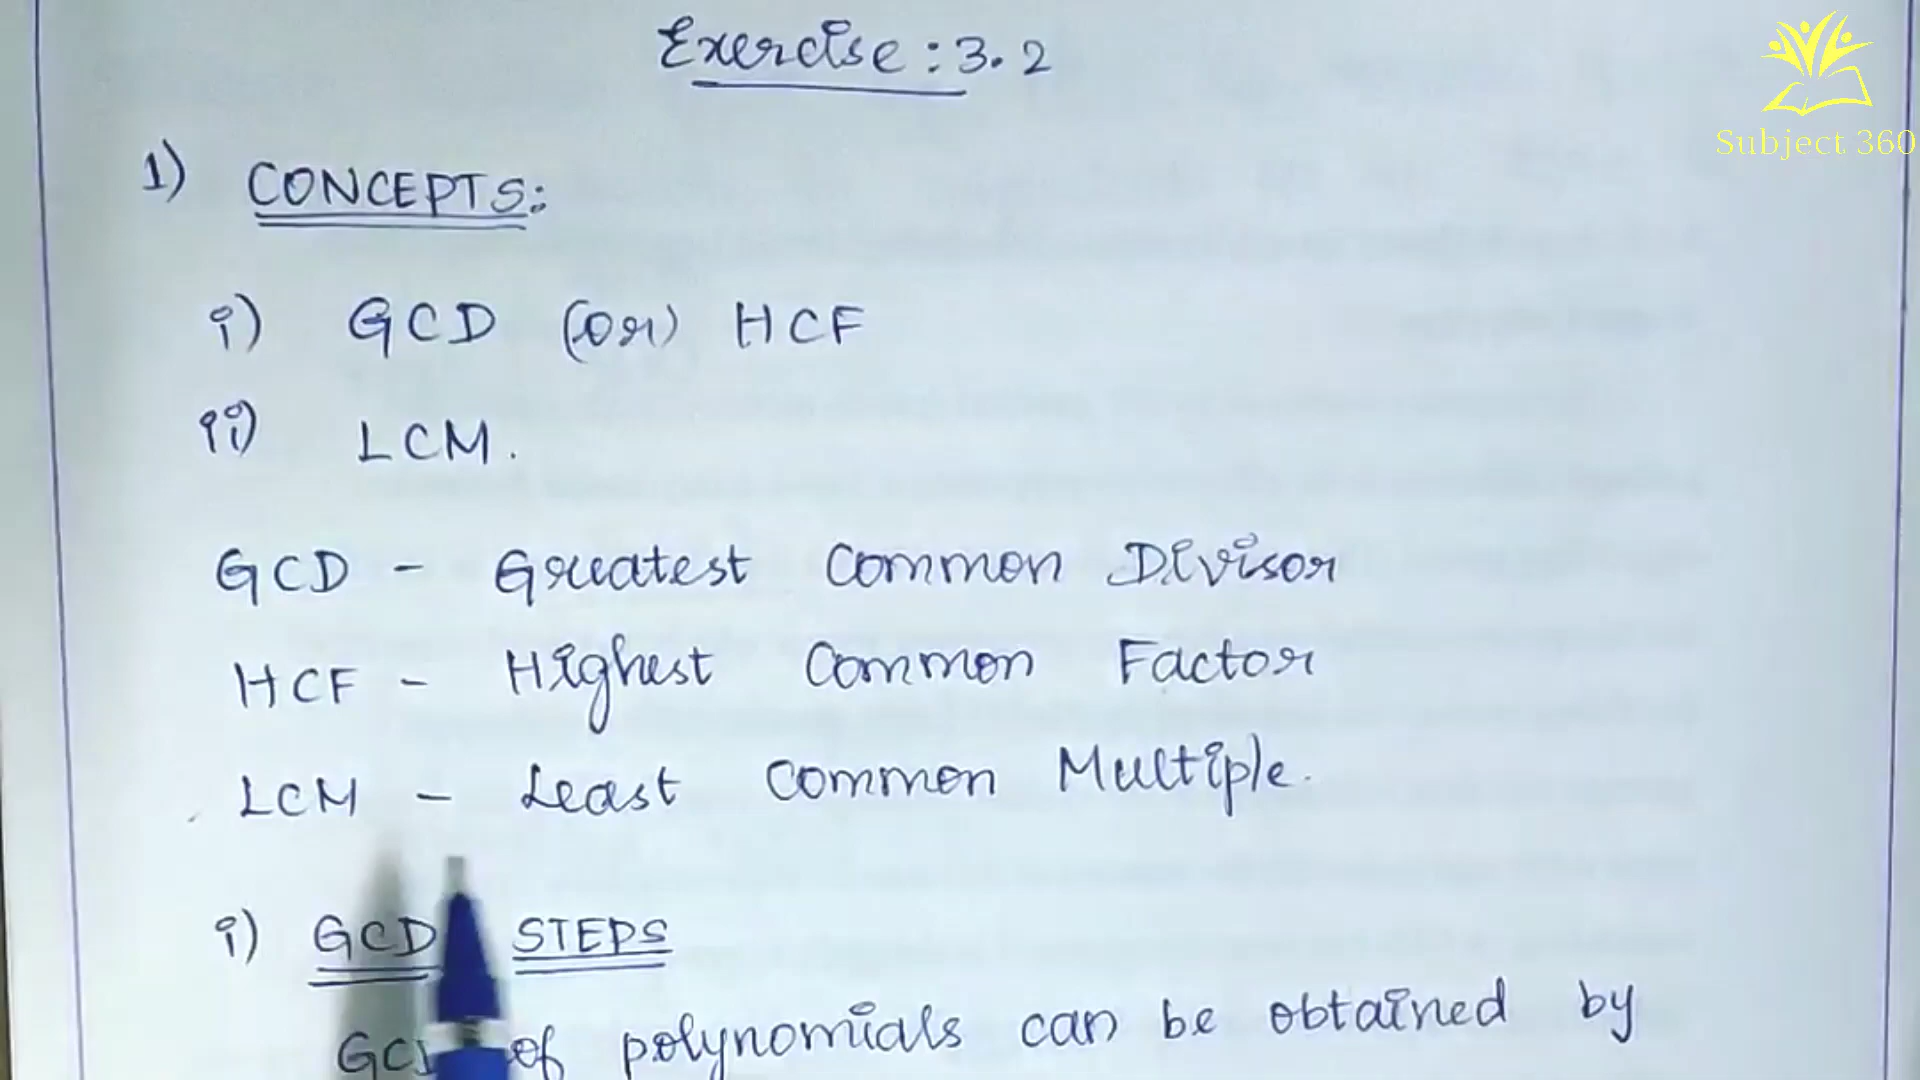 Exercise : 3.2
Subject 360
1) CONCEPTS:
i) GCD (or) HCF
ii) LCM.
GCD - Greatest Common Divisor
HCF - Highest Common Factor
LCM - Least Common Multiple.
i) GCD STEPS
of polynomials can be obtained by